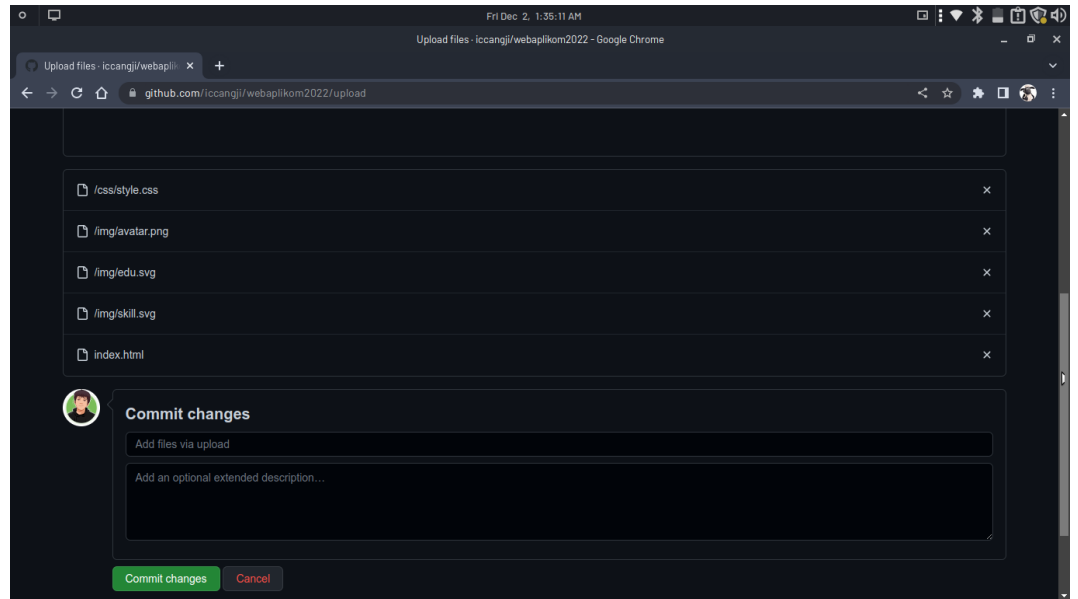 Fri Dec 2, 1:35:11 AM
Upload files · iccangji/webaplikom2022 - Google Chrome
Upload files · iccangji/webaplik
github.com/iccangji/webaplikom2022/upload
/css/style.css
/img/avatar.png
/img/edu.svg
/img/skill.svg
index.html
Commit changes
Add files via upload
Add an optional extended description…
Commit changes Cancel